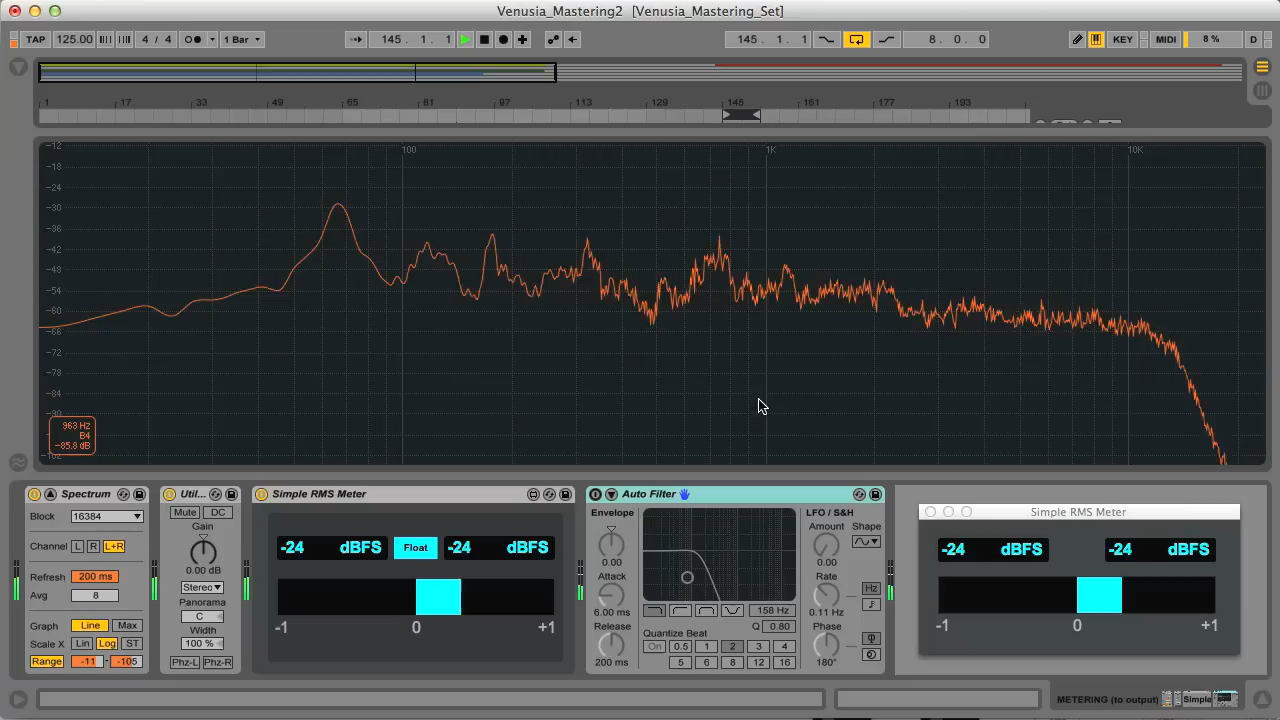 Venusia_Mastering2 [Venusia_Mastering_Set]
TAP 125.00 4 / 4 1 Bar 145. 1. 1 145. 1. 1 8. 0. 0 KEY MIDI 8 % D
1 17 33 49 65 81 97 113 129 145 161 177 193
-12 100 1K 10K
-18
-24
-30
-36
-42
-48
-54
-60
-66
-72
-78
-84
-90
963 Hz
B4
-85.8 dB
-102
Spectrum
Block 16384
Channel L R L+R
Refresh 200 ms
Avg 8
Graph Line Max
Scale X Lin Log ST
Range -11 - -105
Util...
Mute DC
Gain
0.00 dB
Stereo
Panorama
C
Width
100 %
Phz-L Phz-R
Simple RMS Meter
-24 dBFS Float -24 dBFS
-1 0 +1
Auto Filter
Envelope
0.00
Attack
6.00 ms
Release
200 ms
158 Hz
Q 0.80
Quantize Beat
On 0.5 1 2 3 4
5 6 8 12 16
LFO / S&H
Amount Shape
0.00
Rate Hz
0.11 Hz
Phase
180°
Simple RMS Meter
-24 dBFS -24 dBFS
-1 0 +1
METERING (to output) Simple